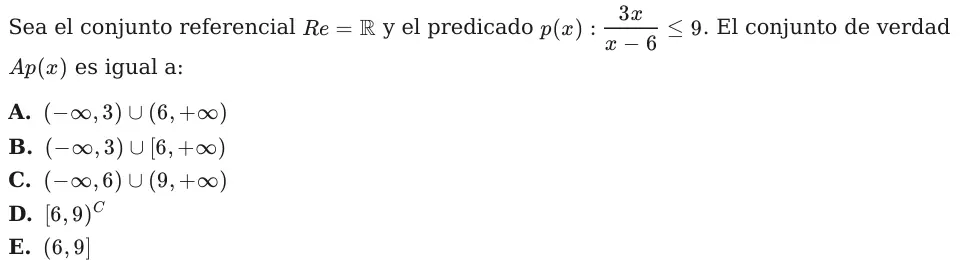 Sea el conjunto referencial Re = ℝ y el predicado p(x) : 3x/(x − 6) ≤ 9. El conjunto de verdad
Ap(x) es igual a:
A. (−∞, 3) ∪ (6, +∞)
B. (−∞, 3) ∪ [6, +∞)
C. (−∞, 6) ∪ (9, +∞)
D. [6, 9)^C
E. (6, 9]